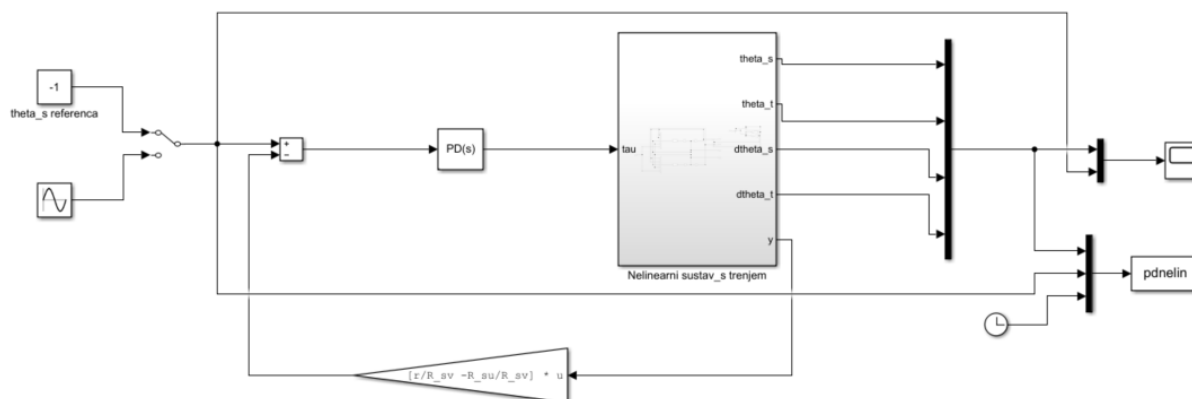 -1
theta_s referenca
+
−
PD(s)
tau
theta_s
theta_t
dtheta_s
dtheta_t
y
Nelinearni sustav_s trenjem
pdnelin
[r/R_sv -R_su/R_sv] * u